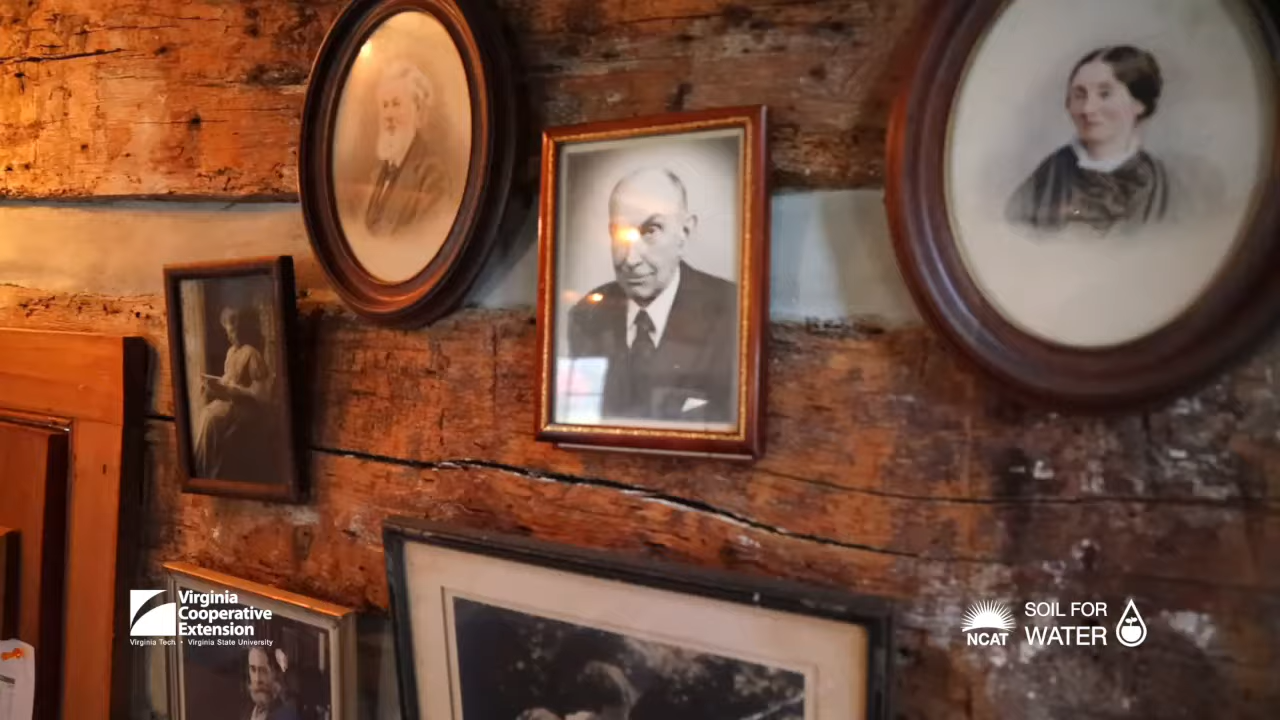 Virginia
Cooperative
Extension
Virginia Tech • Virginia State University
NCAT
SOIL FOR
WATER